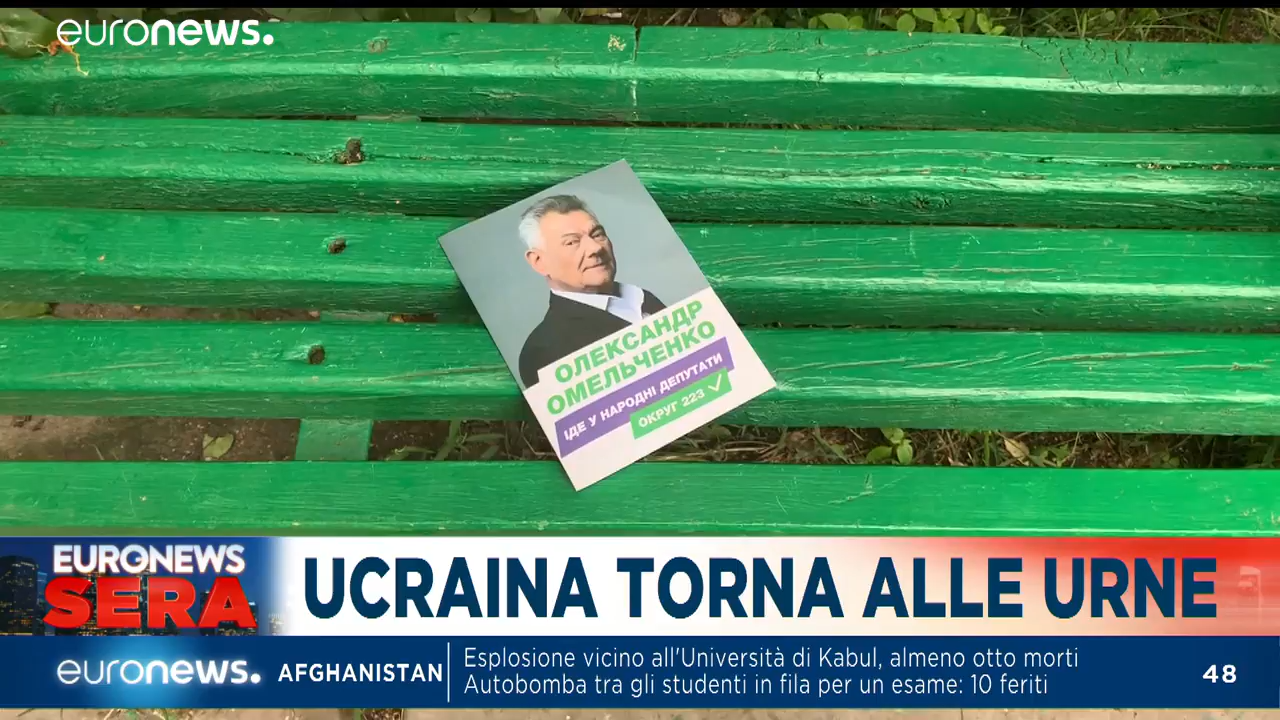 euronews.
ОЛЕКСАНДР
ОМЕЛЬЧЕНКО
ІДЕ У НАРОДНІ ДЕПУТАТИ
ОКРУГ 223
EURONEWS
SERA
UCRAINA TORNA ALLE URNE
euronews.
AFGHANISTAN
Esplosione vicino all'Università di Kabul, almeno otto morti
Autobomba tra gli studenti in fila per un esame: 10 feriti
48